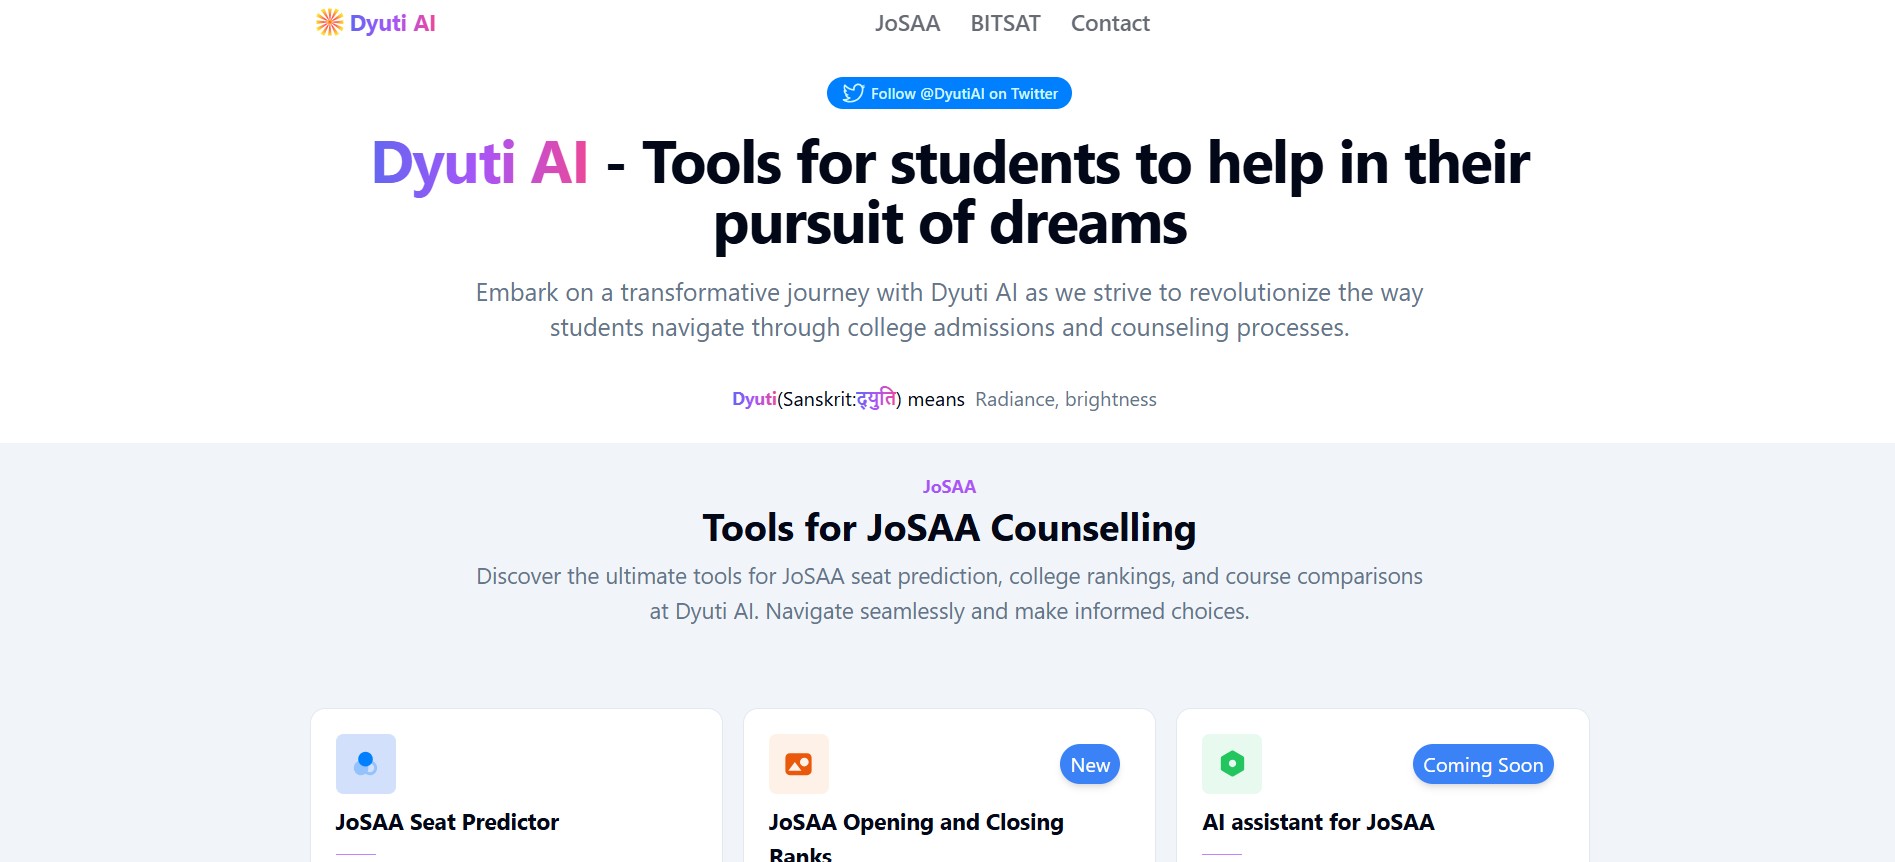 Dyuti AI
JoSAA BITSAT Contact
Follow @DyutiAI on Twitter
Dyuti AI - Tools for students to help in their
pursuit of dreams
Embark on a transformative journey with Dyuti AI as we strive to revolutionize the way
students navigate through college admissions and counseling processes.
Dyuti(Sanskrit:द्युति) means Radiance, brightness
JoSAA
Tools for JoSAA Counselling
Discover the ultimate tools for JoSAA seat prediction, college rankings, and course comparisons
at Dyuti AI. Navigate seamlessly and make informed choices.
JoSAA Seat Predictor
New
JoSAA Opening and Closing
Ranks
Coming Soon
AI assistant for JoSAA